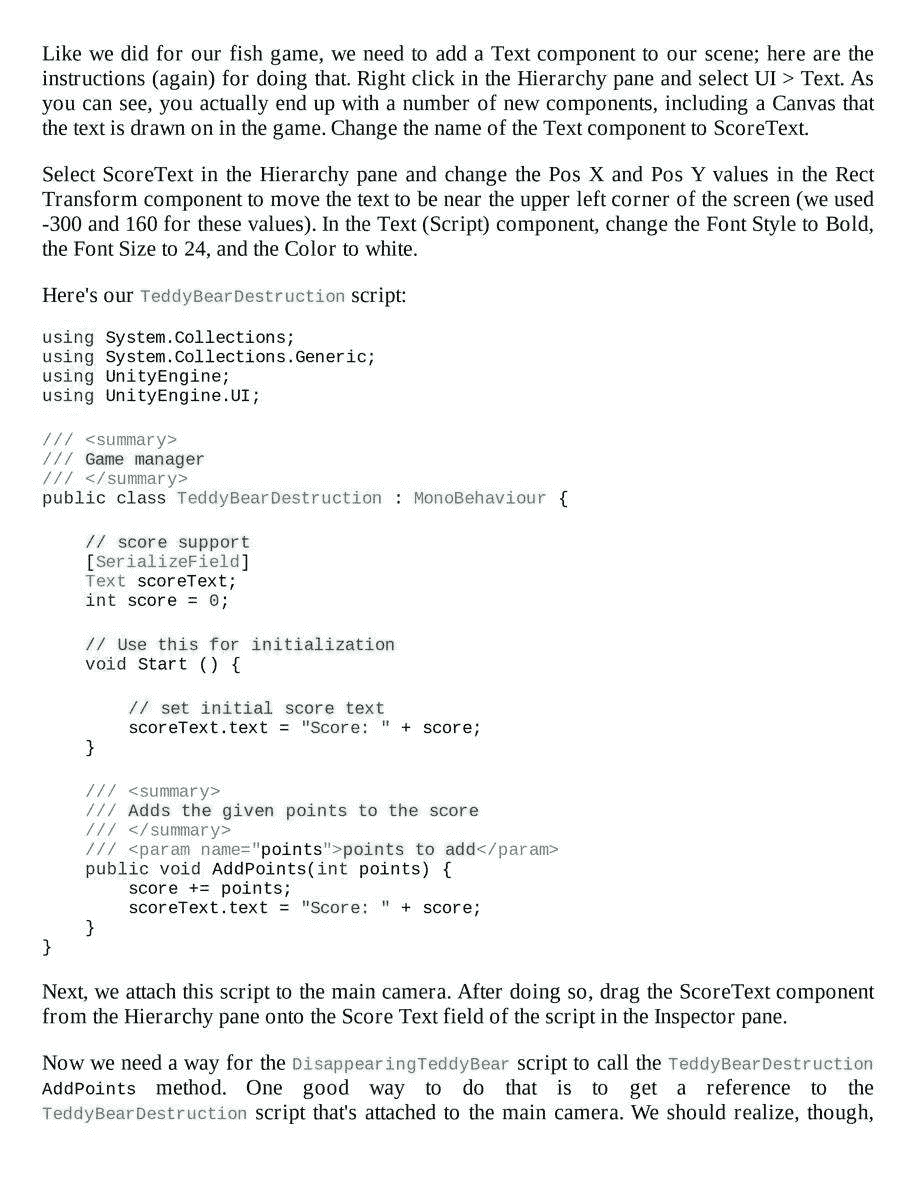 Like we did for our fish game, we need to add a Text component to our scene; here are the
instructions (again) for doing that. Right click in the Hierarchy pane and select UI > Text. As
you can see, you actually end up with a number of new components, including a Canvas that
the text is drawn on in the game. Change the name of the Text component to ScoreText.
Select ScoreText in the Hierarchy pane and change the Pos X and Pos Y values in the Rect
Transform component to move the text to be near the upper left corner of the screen (we used
-300 and 160 for these values). In the Text (Script) component, change the Font Style to Bold,
the Font Size to 24, and the Color to white.
Here's our TeddyBearDestruction script:
using System.Collections;
using System.Collections.Generic;
using UnityEngine;
using UnityEngine.UI;
/// <summary>
/// Game manager
/// </summary>
public class TeddyBearDestruction : MonoBehaviour {
    // score support
    [SerializeField]
    Text scoreText;
    int score = 0;
    // Use this for initialization
    void Start () {
        // set initial score text
        scoreText.text = "Score: " + score;
    }
    /// <summary>
    /// Adds the given points to the score
    /// </summary>
    /// <param name="points">points to add</param>
    public void AddPoints(int points) {
        score += points;
        scoreText.text = "Score: " + score;
    }
}
Next, we attach this script to the main camera. After doing so, drag the ScoreText component
from the Hierarchy pane onto the Score Text field of the script in the Inspector pane.
Now we need a way for the DisappearingTeddyBear script to call the TeddyBearDestruction
AddPoints method. One good way to do that is to get a reference to the
TeddyBearDestruction script that's attached to the main camera. We should realize, though,